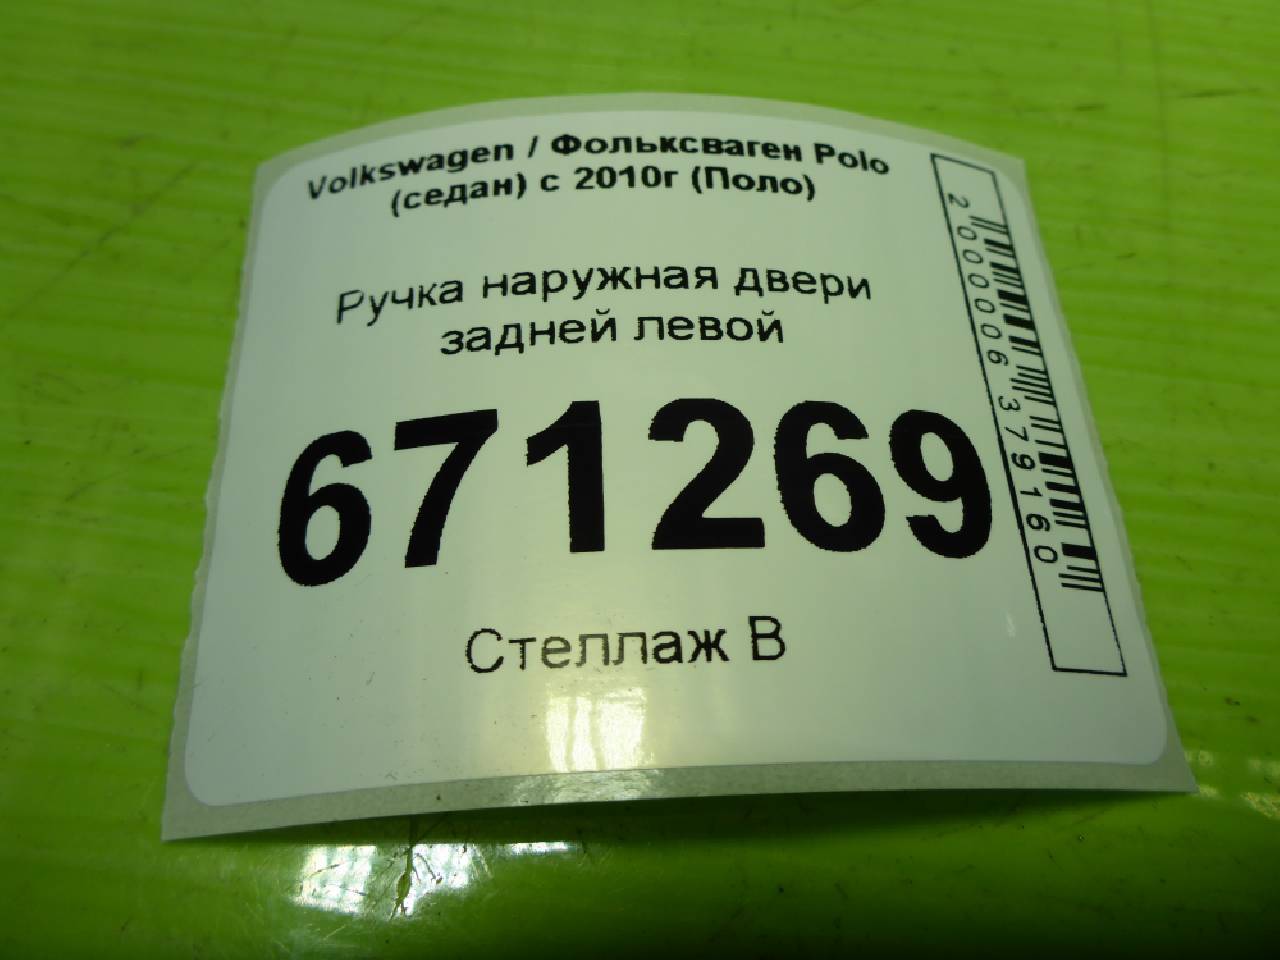 Volkswagen / Фольксваген Polo
(седан) с 2010г (Поло)
Ручка наружная двери
задней левой
671269
Стеллаж В
2000006379160